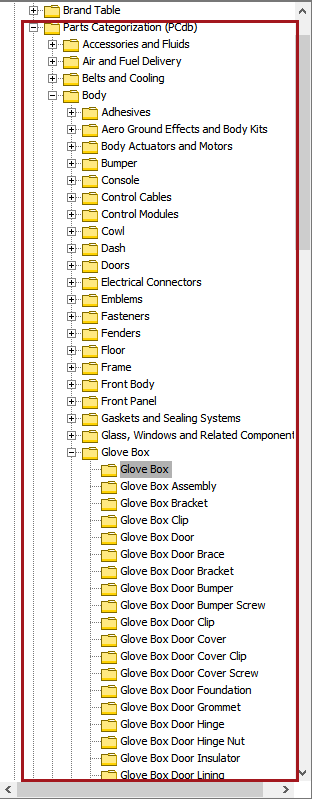 Brand Table
Parts Categorization (PCdb)
Accessories and Fluids
Air and Fuel Delivery
Belts and Cooling
Body
Adhesives
Aero Ground Effects and Body Kits
Body Actuators and Motors
Bumper
Console
Control Cables
Control Modules
Cowl
Dash
Doors
Electrical Connectors
Emblems
Fasteners
Fenders
Floor
Frame
Front Body
Front Panel
Gaskets and Sealing Systems
Glass, Windows and Related Component
Glove Box
Glove Box
Glove Box Assembly
Glove Box Bracket
Glove Box Clip
Glove Box Door
Glove Box Door Brace
Glove Box Door Bracket
Glove Box Door Bumper
Glove Box Door Bumper Screw
Glove Box Door Clip
Glove Box Door Cover
Glove Box Door Cover Clip
Glove Box Door Cover Screw
Glove Box Door Foundation
Glove Box Door Grommet
Glove Box Door Hinge
Glove Box Door Hinge Nut
Glove Box Door Insulator
Glove Box Door Lining